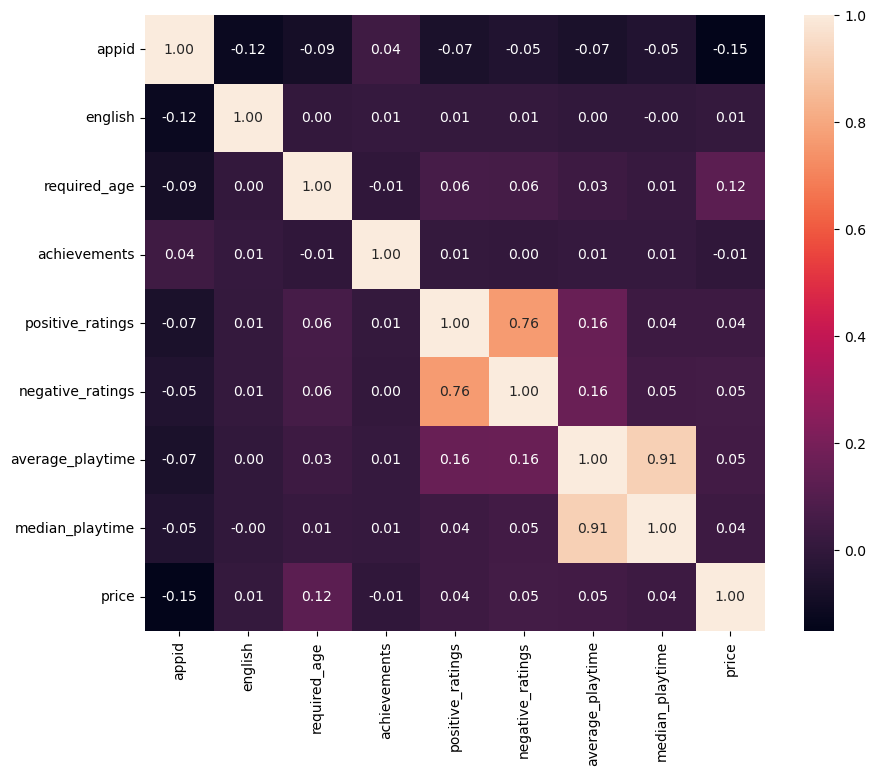 appid 1.00 -0.12 -0.09 0.04 -0.07 -0.05 -0.07 -0.05 -0.15
english -0.12 1.00 0.00 0.01 0.01 0.01 0.00 -0.00 0.01
required_age -0.09 0.00 1.00 -0.01 0.06 0.06 0.03 0.01 0.12
achievements 0.04 0.01 -0.01 1.00 0.01 0.00 0.01 0.01 -0.01
positive_ratings -0.07 0.01 0.06 0.01 1.00 0.76 0.16 0.04 0.04
negative_ratings -0.05 0.01 0.06 0.00 0.76 1.00 0.16 0.05 0.05
average_playtime -0.07 0.00 0.03 0.01 0.16 0.16 1.00 0.91 0.05
median_playtime -0.05 -0.00 0.01 0.01 0.04 0.05 0.91 1.00 0.04
price -0.15 0.01 0.12 -0.01 0.04 0.05 0.05 0.04 1.00
appid
english
required_age
achievements
positive_ratings
negative_ratings
average_playtime
median_playtime
price
1.0
0.8
0.6
0.4
0.2
0.0